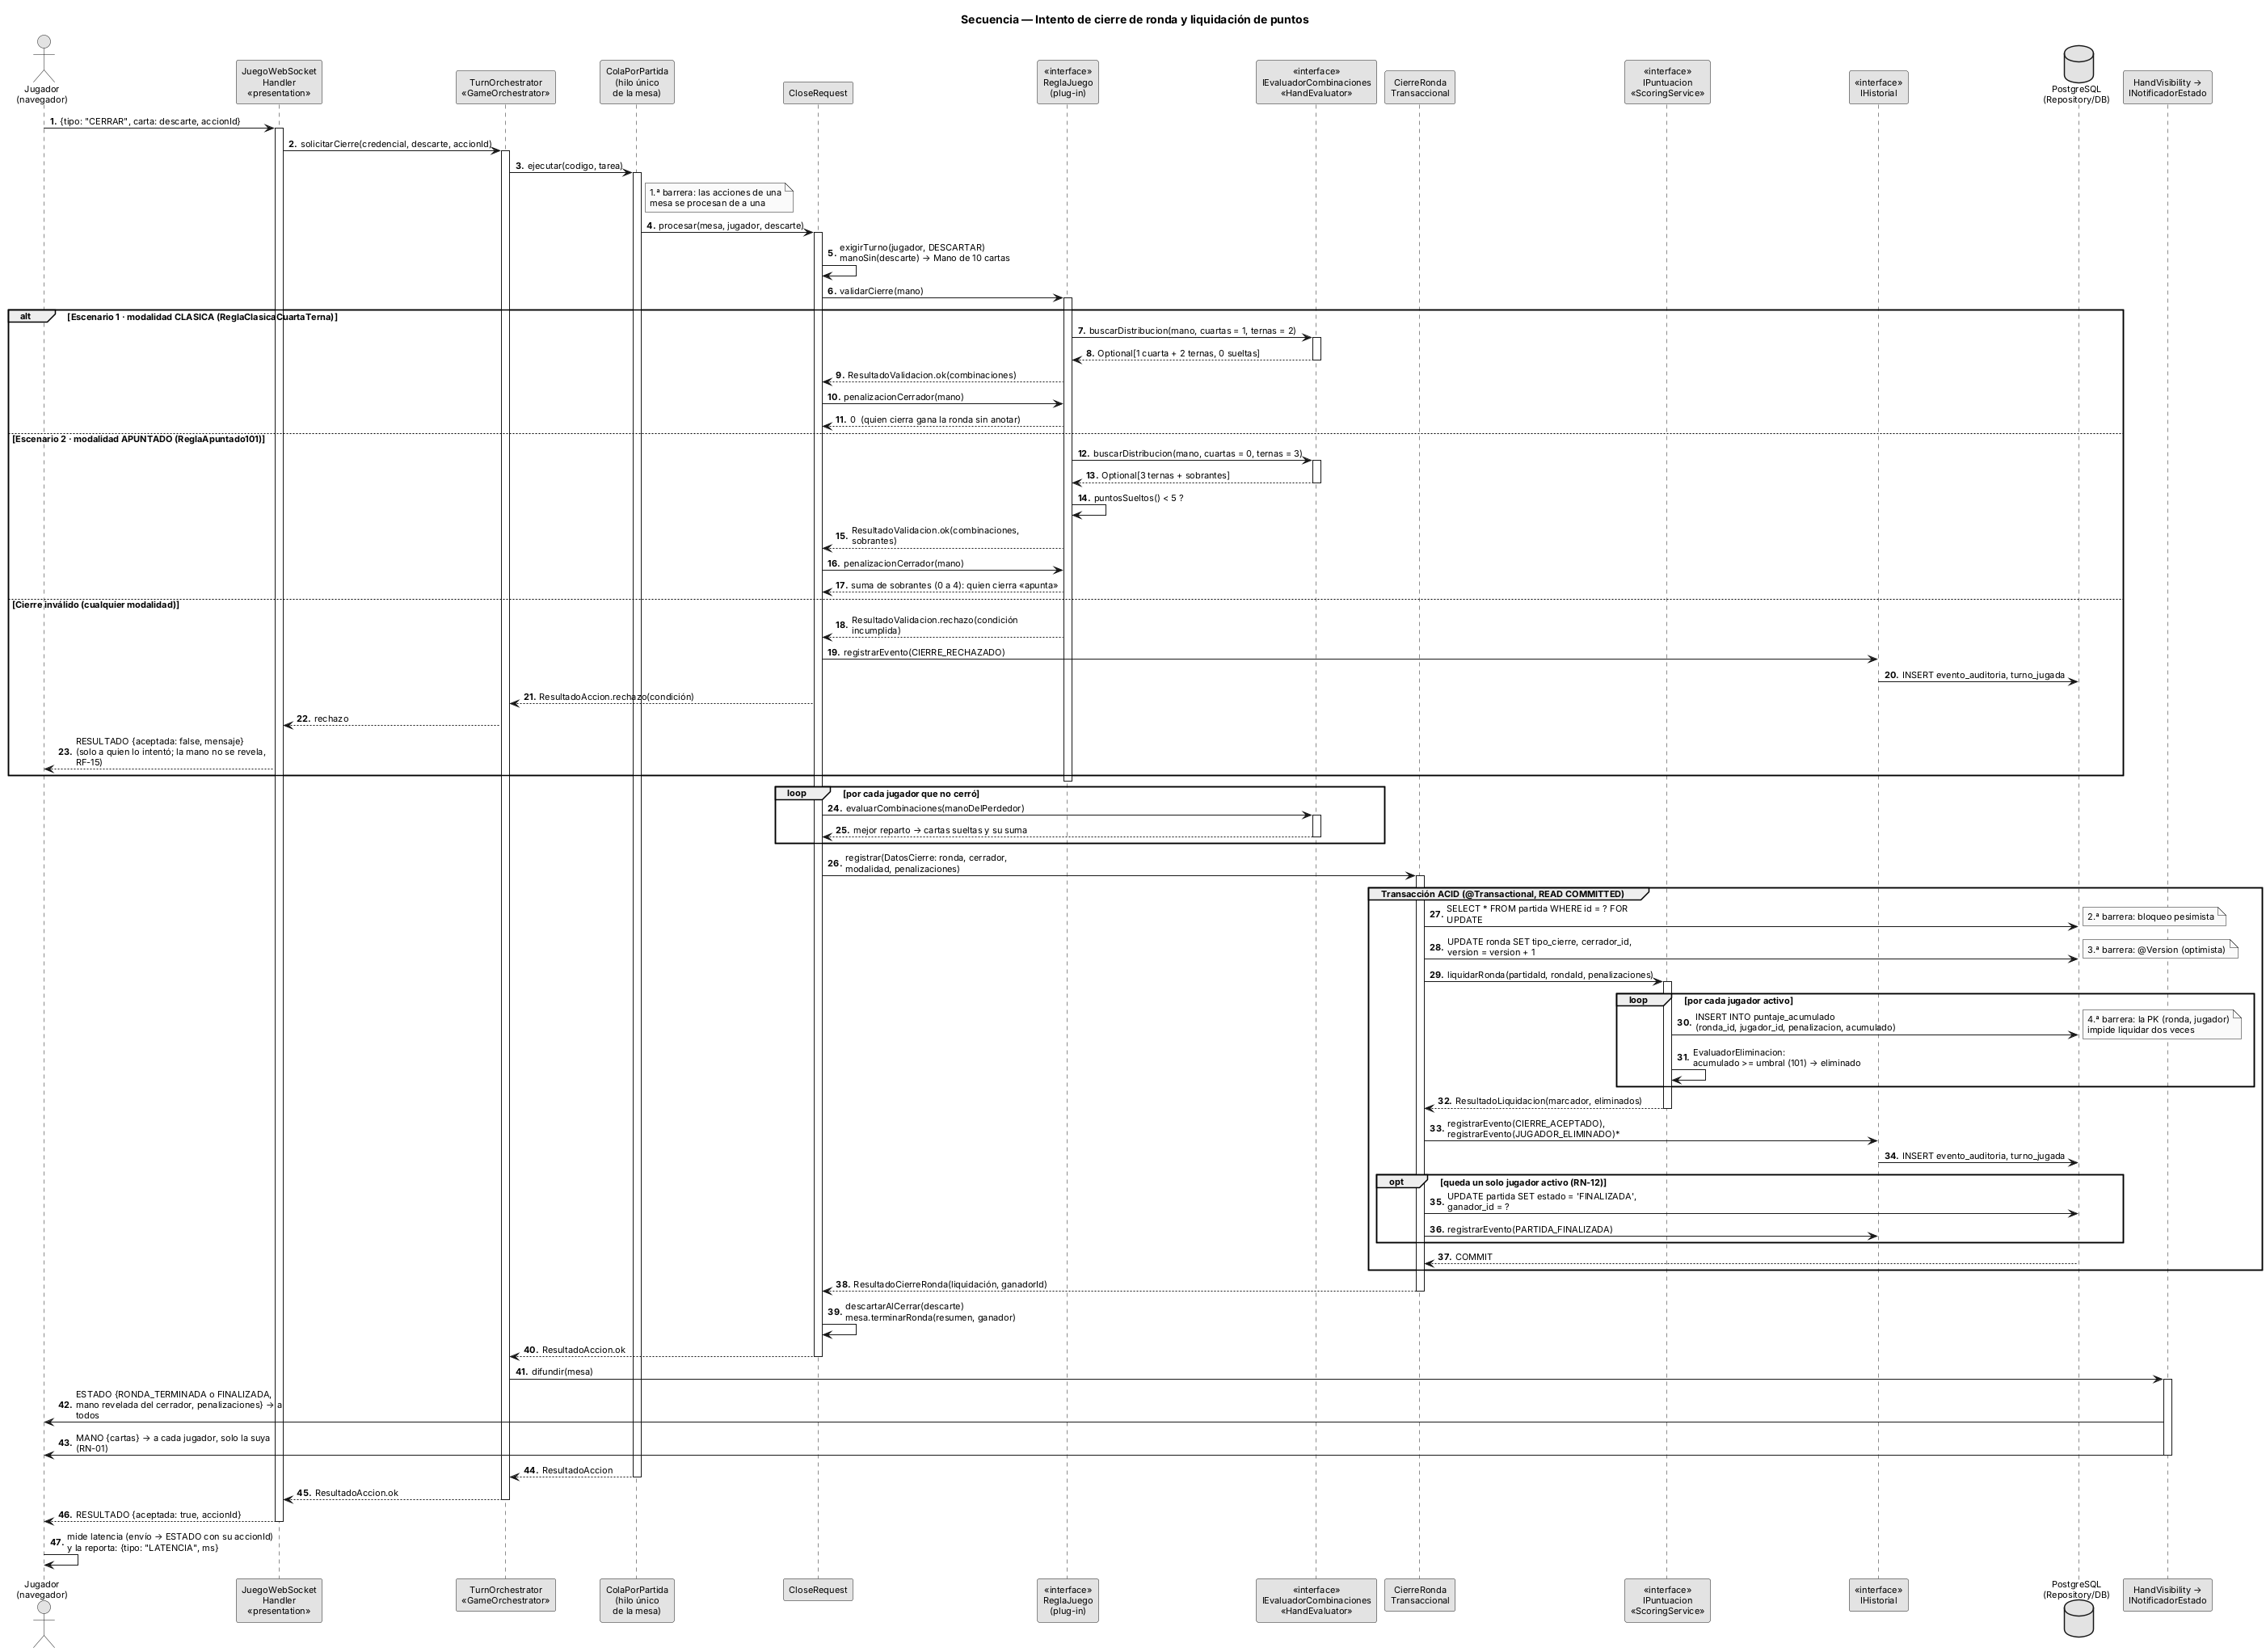 Secuencia — Intento de cierre de ronda y liquidación de puntos
Jugador
(navegador)
JuegoWebSocket
Handler
«presentation»
TurnOrchestrator
«GameOrchestrator»
ColaPorPartida
(hilo único
de la mesa)
CloseRequest
«interface»
ReglaJuego
(plug-in)
«interface»
IEvaluadorCombinaciones
«HandEvaluator»
CierreRonda
Transaccional
«interface»
IPuntuacion
«ScoringService»
«interface»
IHistorial
PostgreSQL
(Repository/DB)
HandVisibility →
INotificadorEstado
1. {tipo: "CERRAR", carta: descarte, accionId}
2. solicitarCierre(credencial, descarte, accionId)
3. ejecutar(codigo, tarea)
1.ª barrera: las acciones de una
mesa se procesan de a una
4. procesar(mesa, jugador, descarte)
5. exigirTurno(jugador, DESCARTAR)
manoSin(descarte) → Mano de 10 cartas
6. validarCierre(mano)
alt [Escenario 1 · modalidad CLASICA (ReglaClasicaCuartaTerna)]
7. buscarDistribucion(mano, cuartas = 1, ternas = 2)
8. Optional[1 cuarta + 2 ternas, 0 sueltas]
9. ResultadoValidacion.ok(combinaciones)
10. penalizacionCerrador(mano)
11. 0 (quien cierra gana la ronda sin anotar)
[Escenario 2 · modalidad APUNTADO (ReglaApuntado101)]
12. buscarDistribucion(mano, cuartas = 0, ternas = 3)
13. Optional[3 ternas + sobrantes]
14. puntosSueltos() < 5 ?
15. ResultadoValidacion.ok(combinaciones,
sobrantes)
16. penalizacionCerrador(mano)
17. suma de sobrantes (0 a 4): quien cierra «apunta»
[Cierre inválido (cualquier modalidad)]
18. ResultadoValidacion.rechazo(condición
incumplida)
19. registrarEvento(CIERRE_RECHAZADO)
20. INSERT evento_auditoria, turno_jugada
21. ResultadoAccion.rechazo(condición)
22. rechazo
23. RESULTADO {aceptada: false, mensaje}
(solo a quien lo intentó; la mano no se revela,
RF-15)
loop [por cada jugador que no cerró]
24. evaluarCombinaciones(manoDelPerdedor)
25. mejor reparto → cartas sueltas y su suma
26. registrar(DatosCierre: ronda, cerrador,
modalidad, penalizaciones)
Transacción ACID (@Transactional, READ COMMITTED)
27. SELECT * FROM partida WHERE id = ? FOR
UPDATE
2.ª barrera: bloqueo pesimista
28. UPDATE ronda SET tipo_cierre, cerrador_id,
version = version + 1
3.ª barrera: @Version (optimista)
29. liquidarRonda(partidaId, rondaId, penalizaciones)
loop [por cada jugador activo]
30. INSERT INTO puntaje_acumulado
(ronda_id, jugador_id, penalizacion, acumulado)
4.ª barrera: la PK (ronda, jugador)
impide liquidar dos veces
31. EvaluadorEliminacion:
acumulado >= umbral (101) → eliminado
32. ResultadoLiquidacion(marcador, eliminados)
33. registrarEvento(CIERRE_ACEPTADO),
registrarEvento(JUGADOR_ELIMINADO)*
34. INSERT evento_auditoria, turno_jugada
opt [queda un solo jugador activo (RN-12)]
35. UPDATE partida SET estado = 'FINALIZADA',
ganador_id = ?
36. registrarEvento(PARTIDA_FINALIZADA)
37. COMMIT
38. ResultadoCierreRonda(liquidación, ganadorId)
39. descartarAlCerrar(descarte)
mesa.terminarRonda(resumen, ganador)
40. ResultadoAccion.ok
41. difundir(mesa)
42. ESTADO {RONDA_TERMINADA o FINALIZADA,
mano revelada del cerrador, penalizaciones} → a
todos
43. MANO {cartas} → a cada jugador, solo la suya
(RN-01)
44. ResultadoAccion
45. ResultadoAccion.ok
46. RESULTADO {aceptada: true, accionId}
47. mide latencia (envío → ESTADO con su accionId)
y la reporta: {tipo: "LATENCIA", ms}
Jugador
(navegador)
JuegoWebSocket
Handler
«presentation»
TurnOrchestrator
«GameOrchestrator»
ColaPorPartida
(hilo único
de la mesa)
CloseRequest
«interface»
ReglaJuego
(plug-in)
«interface»
IEvaluadorCombinaciones
«HandEvaluator»
CierreRonda
Transaccional
«interface»
IPuntuacion
«ScoringService»
«interface»
IHistorial
PostgreSQL
(Repository/DB)
HandVisibility →
INotificadorEstado